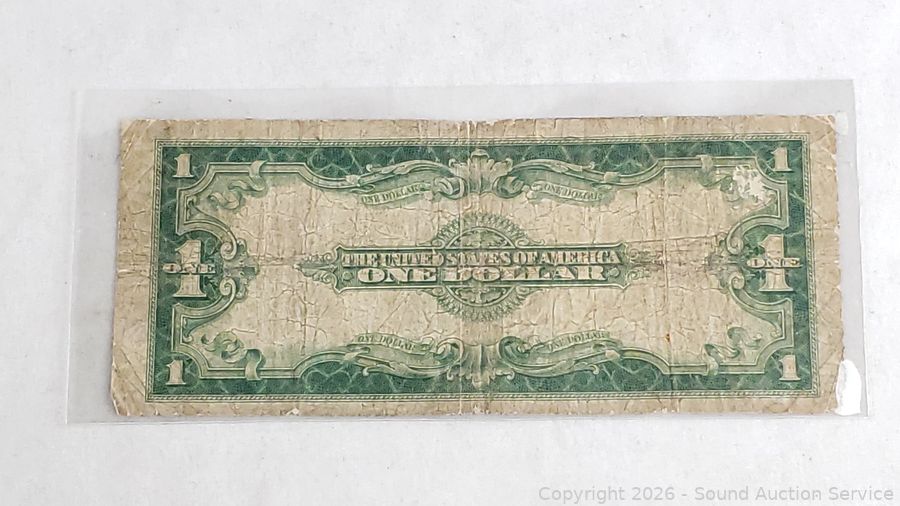 1 1
ONE DOLLAR ONE DOLLAR
THE UNITED STATES OF AMERICA
1 ONE ONE DOLLAR 1 ONE
ONE DOLLAR ONE DOLLAR
1 1
Copyright 2026 - Sound Auction Service